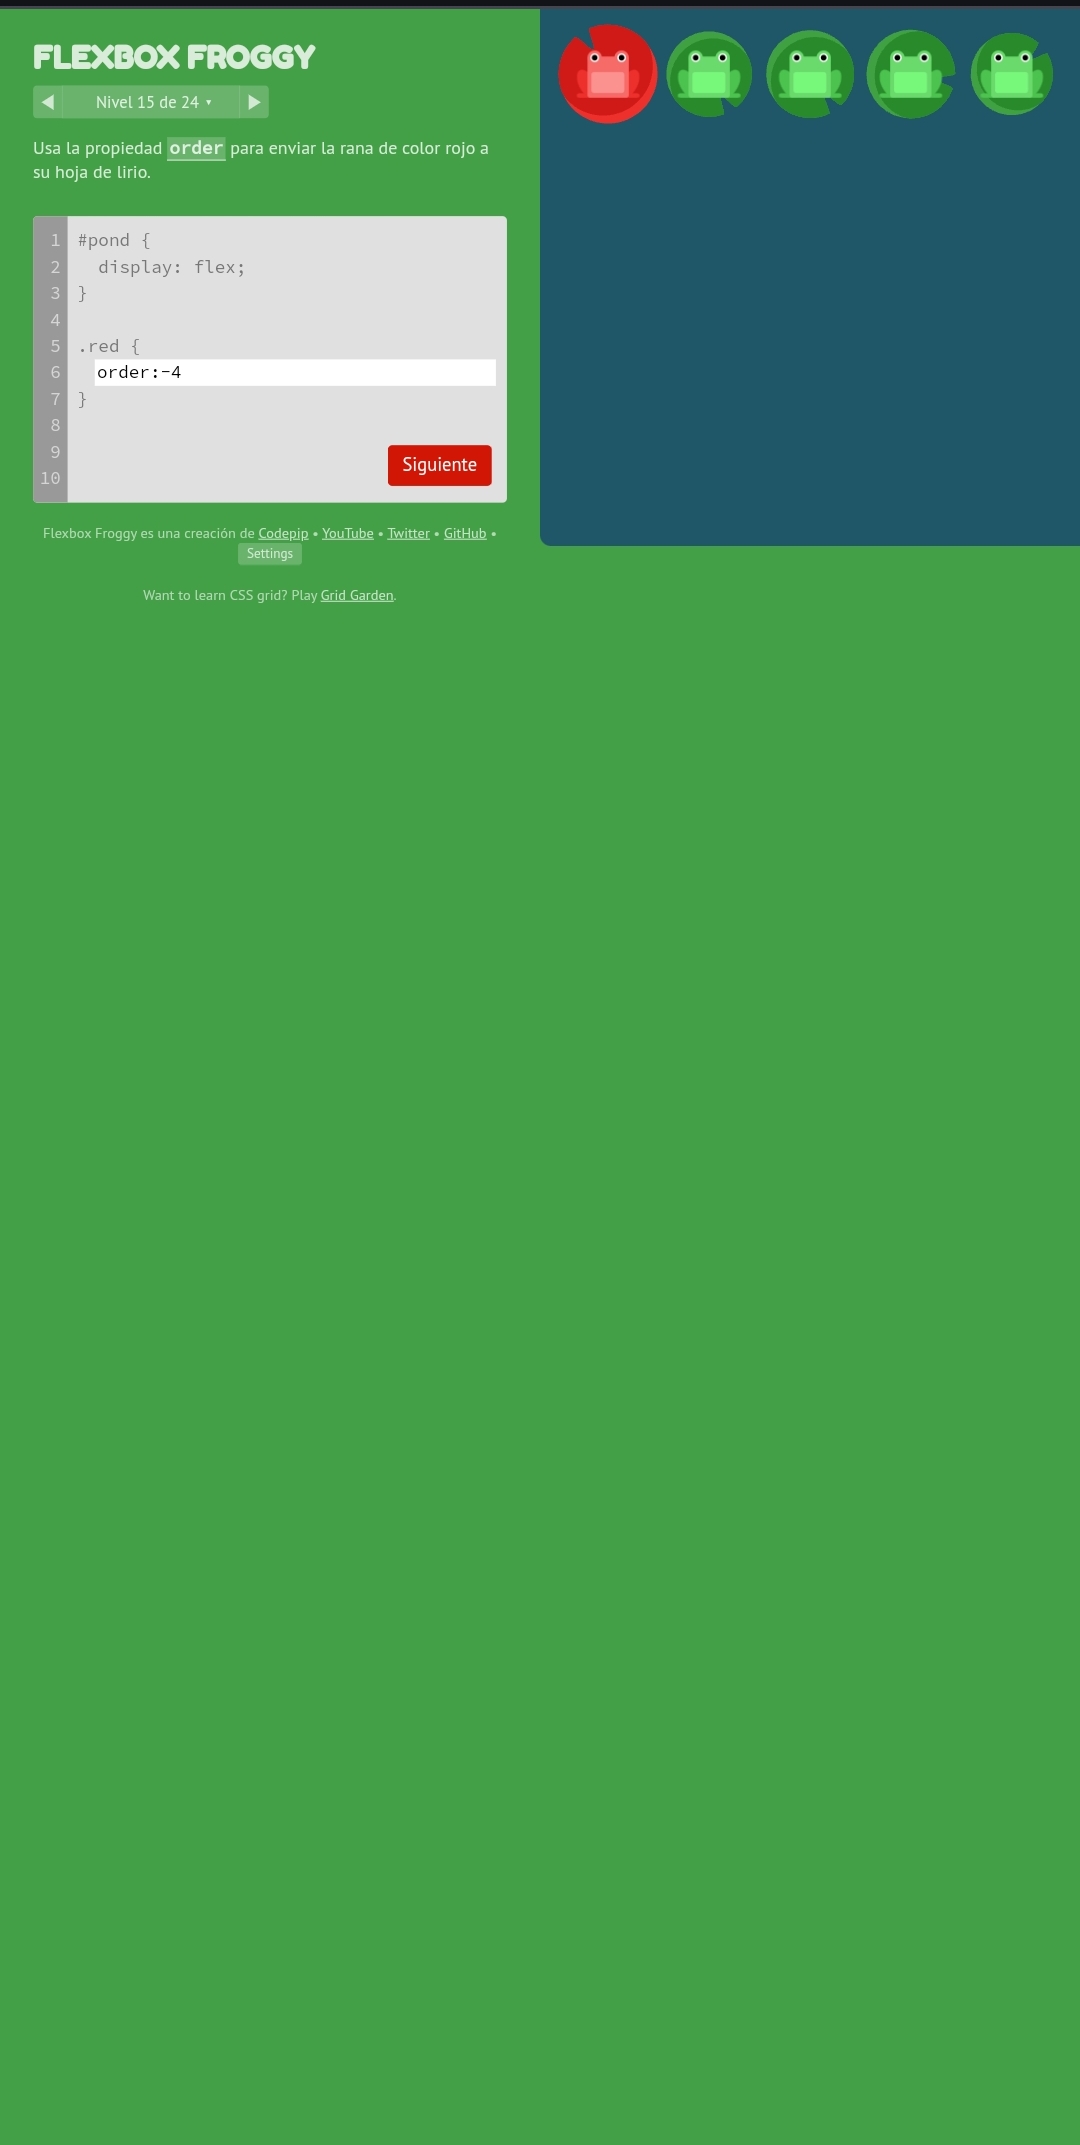 FLEXBOX FROGGY
Nivel 15 de 24 ▾
Usa la propiedad order para enviar la rana de color rojo a
su hoja de lirio.
1 #pond {
2   display: flex;
3 }
4
5 .red {
6   order:-4
7 }
8
9
10
Siguiente
Flexbox Froggy es una creación de Codepip • YouTube • Twitter • GitHub •
Settings
Want to learn CSS grid? Play Grid Garden.